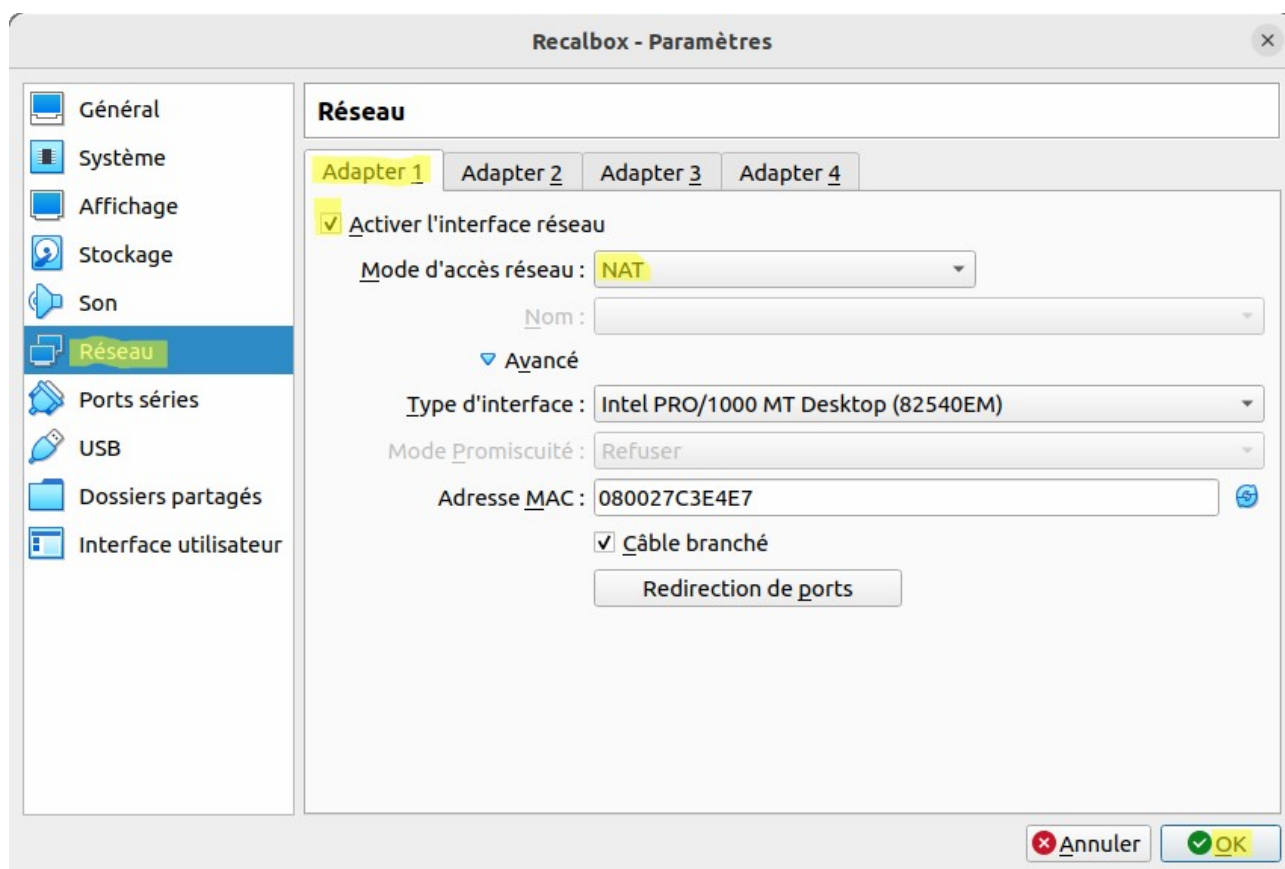 Recalbox - Paramètres
Général
Système
Affichage
Stockage
Son
Réseau
Ports séries
USB
Dossiers partagés
Interface utilisateur
Réseau
Adapter 1 Adapter 2 Adapter 3 Adapter 4
Activer l'interface réseau
Mode d'accès réseau : NAT
Nom :
Avancé
Type d'interface : Intel PRO/1000 MT Desktop (82540EM)
Mode Promiscuité : Refuser
Adresse MAC : 080027C3E4E7
Câble branché
Redirection de ports
Annuler OK